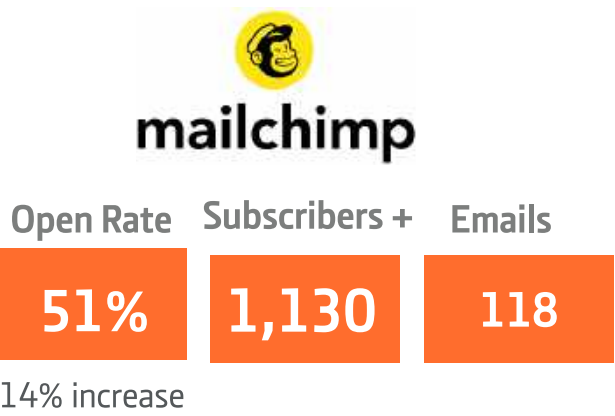 mailchimp
Open Rate Subscribers + Emails
51% 1,130 118
14% increase